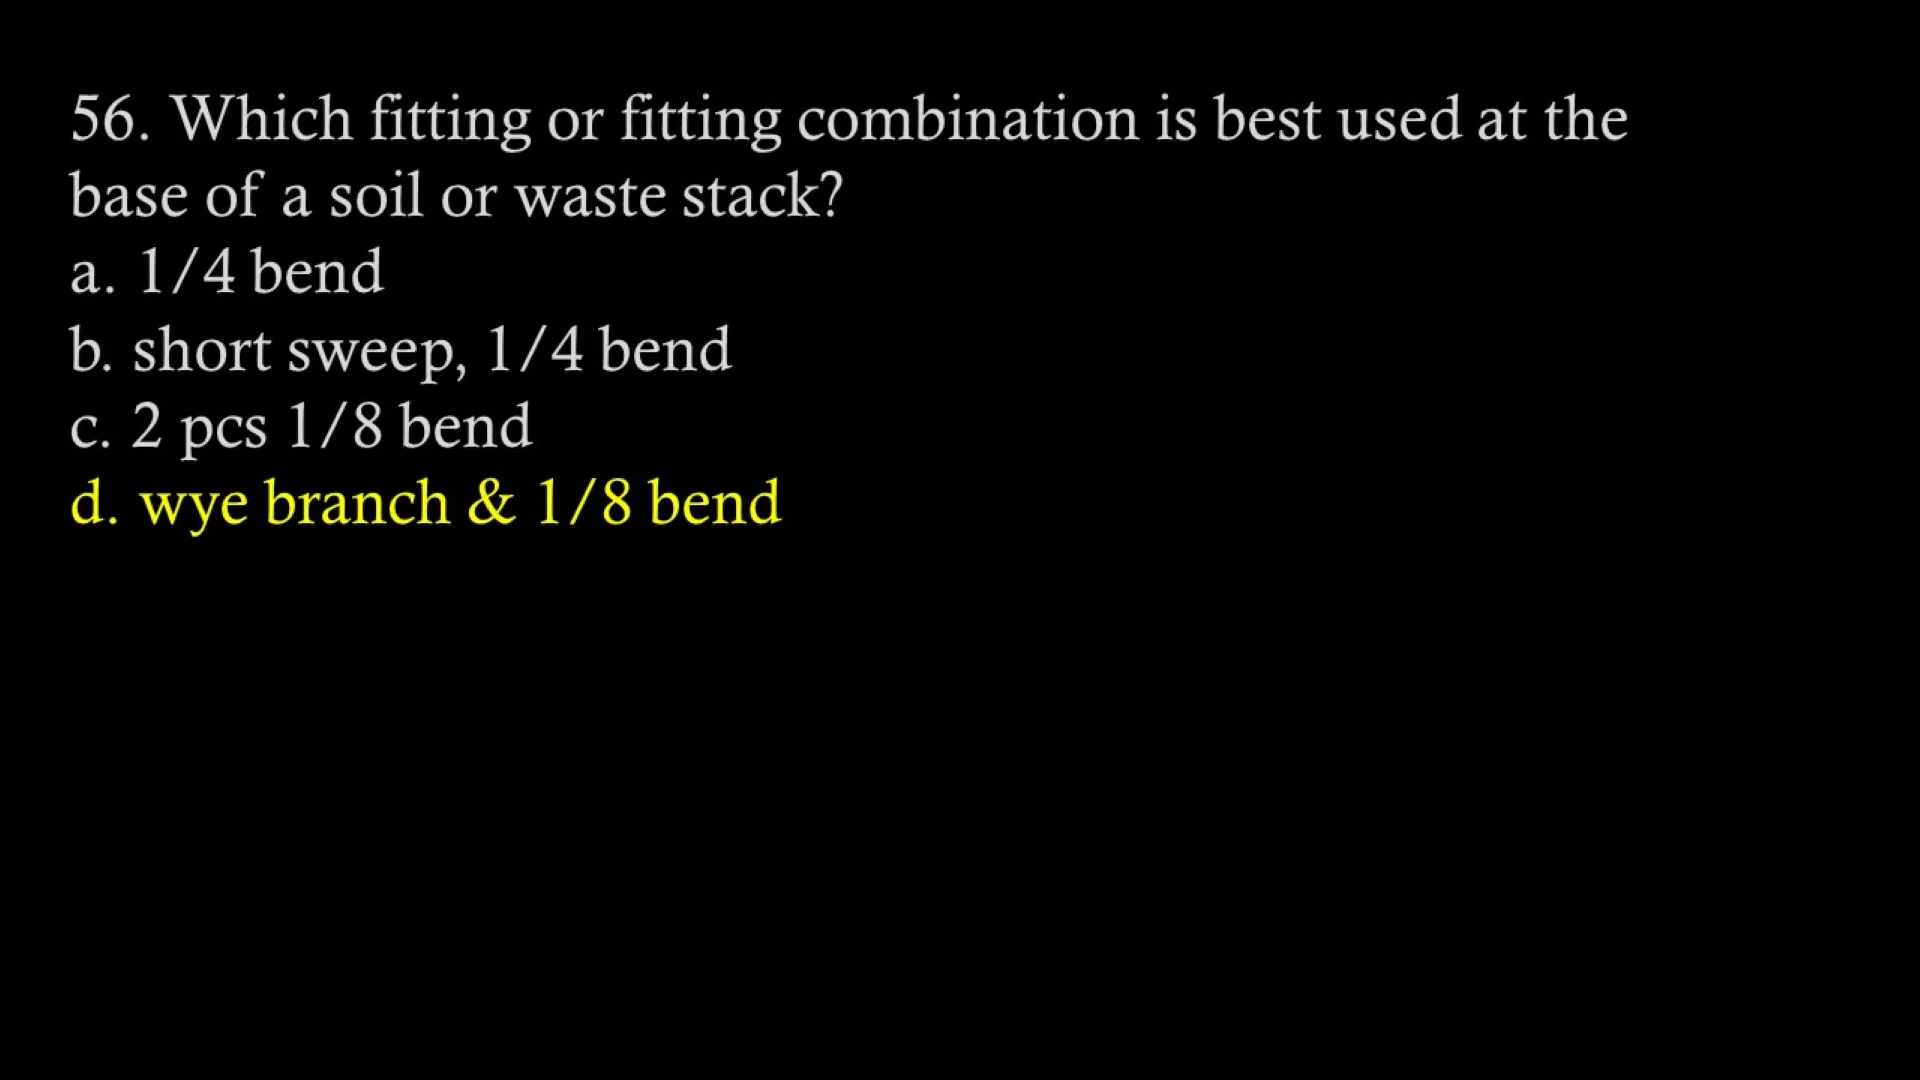 56. Which fitting or fitting combination is best used at the
base of a soil or waste stack?
a. 1/4 bend
b. short sweep, 1/4 bend
c. 2 pcs 1/8 bend
d. wye branch & 1/8 bend